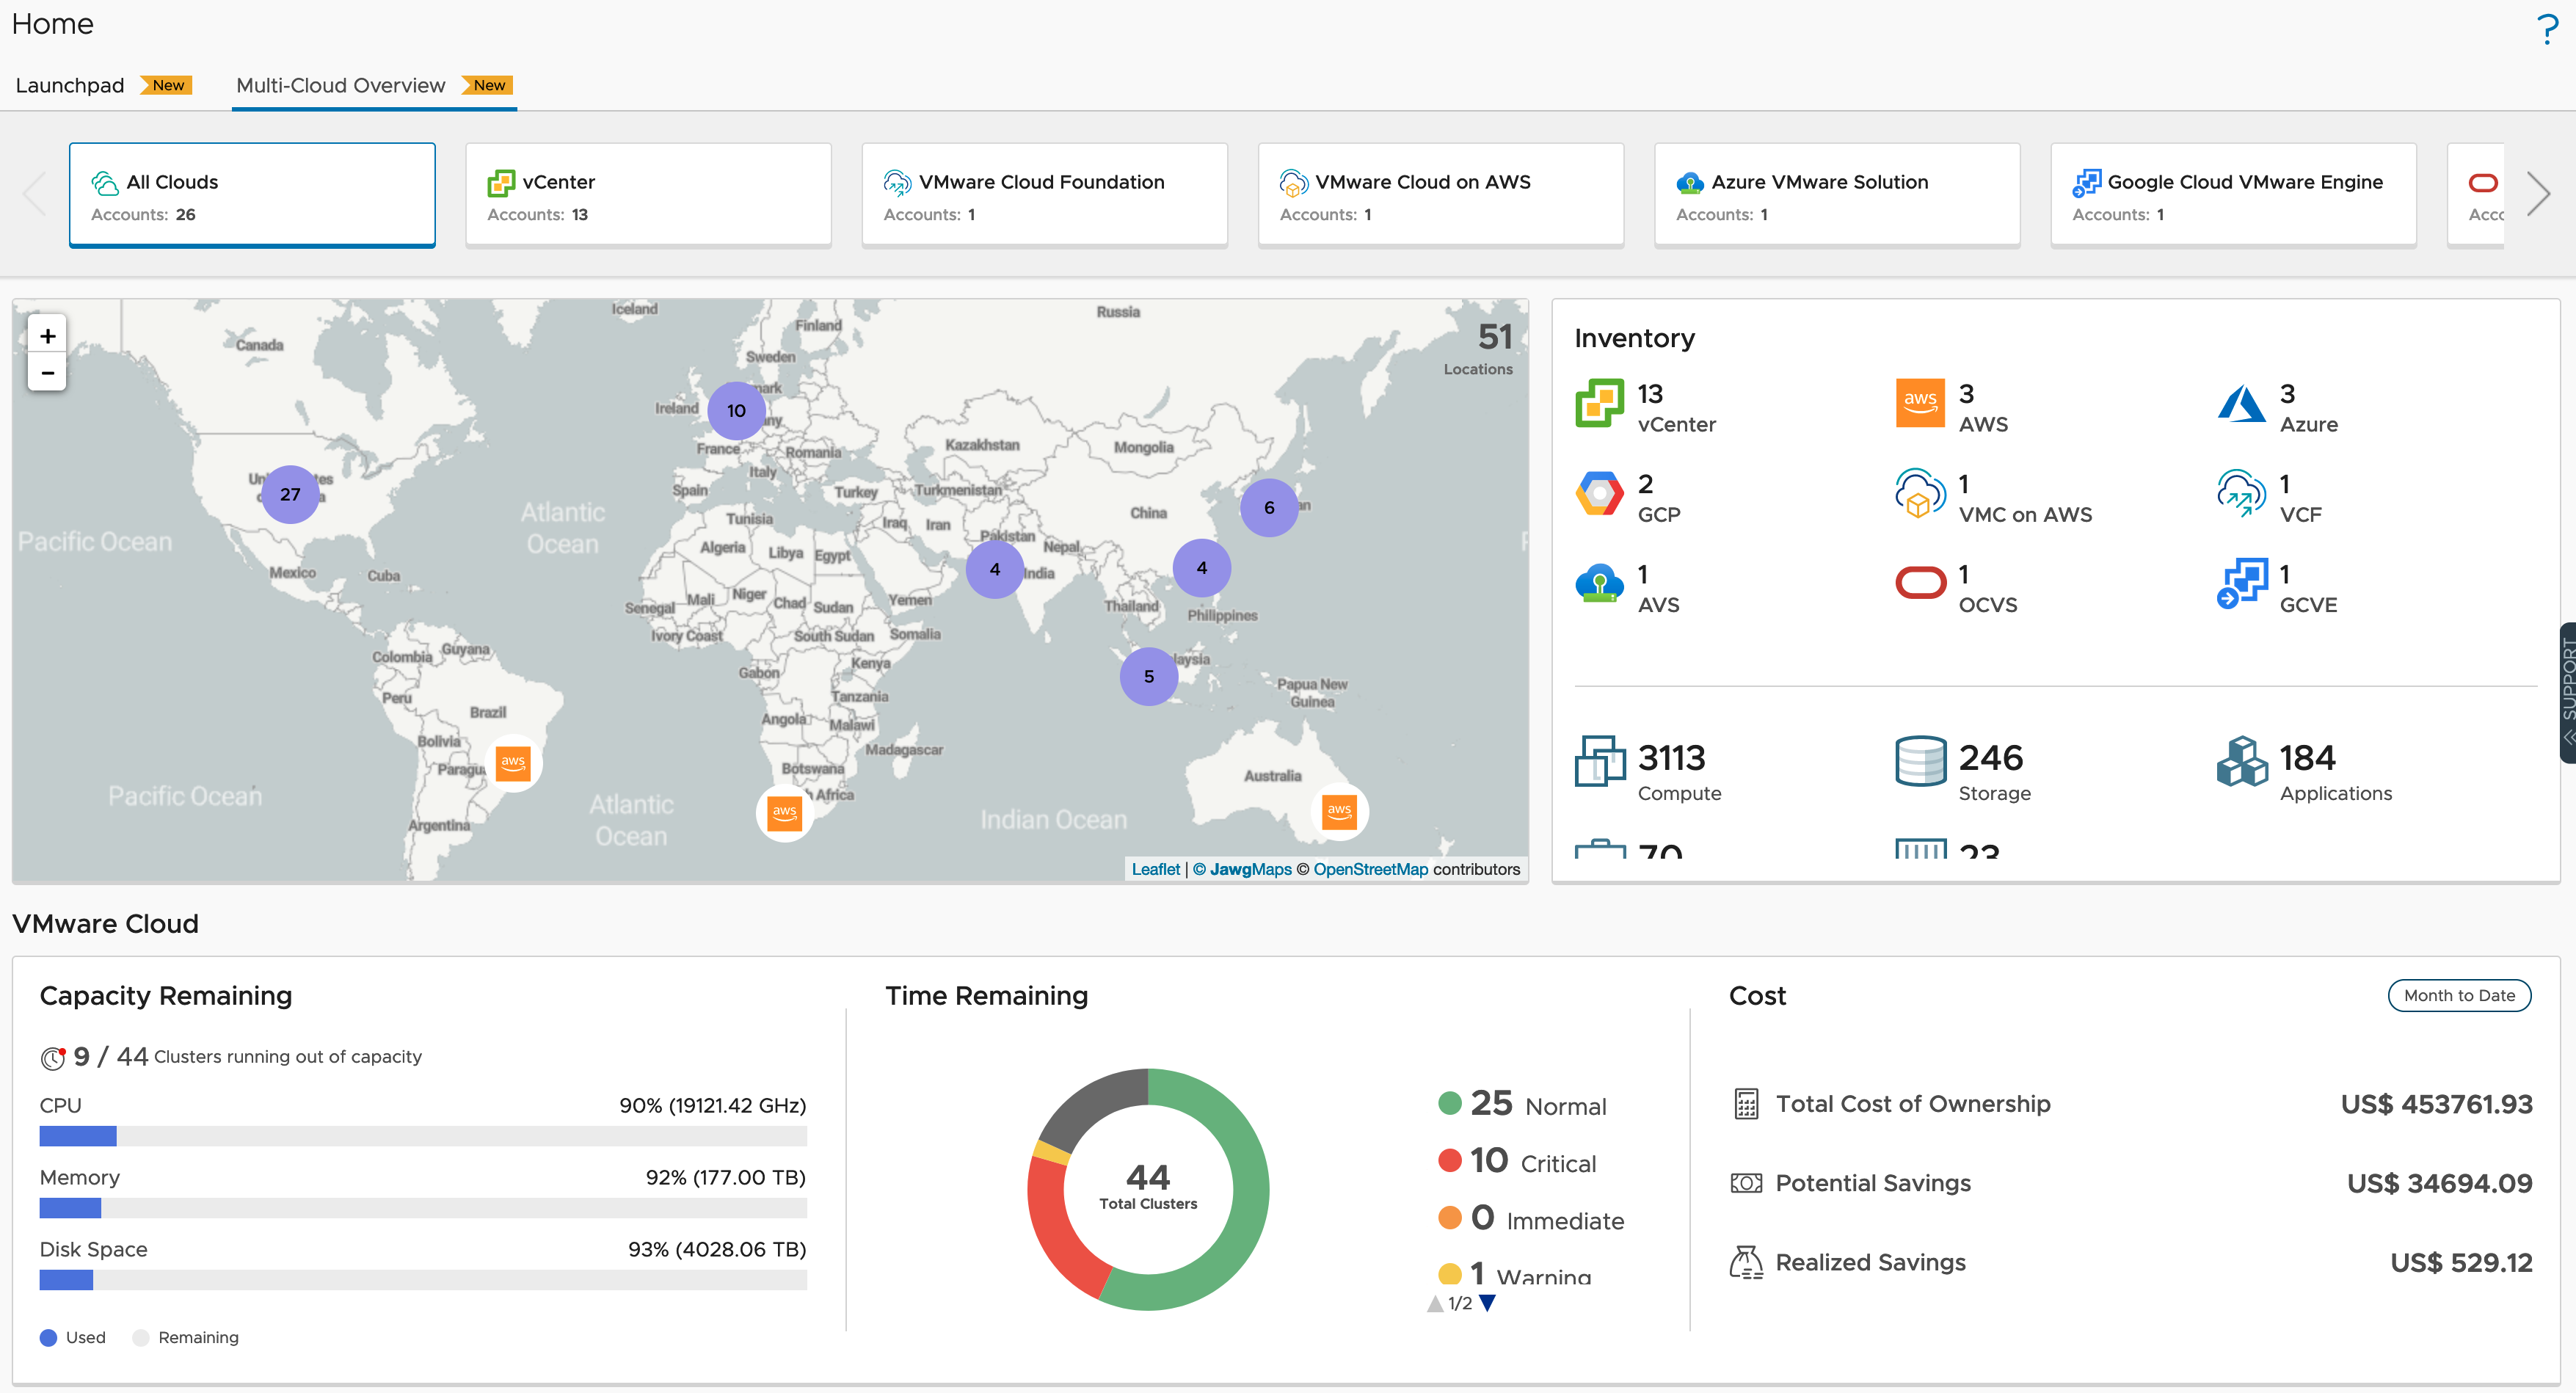 Home
?
Launchpad New Multi-Cloud Overview New
All Clouds
Accounts: 26
vCenter
Accounts: 13
VMware Cloud Foundation
Accounts: 1
VMware Cloud on AWS
Accounts: 1
Azure VMware Solution
Accounts: 1
Google Cloud VMware Engine
Accounts: 1
+
−
51
Locations
Iceland
Russia
Finland
Canada
Sweden
Ireland
10
France
Romania
Kazakhstan
Mongolia
Italy
Spain
Turkey
Turkmenistan
27
6
Atlantic
Ocean
Tunisia
Iraq
Iran
China
Pacific Ocean
Algeria
Libya
Egypt
Pakistan
Nepal
4
India
4
Mexico
Cuba
Mali
Niger
Chad
Sudan
Yemen
Thailand
Senegal
Philippines
Ivory Coast
South Sudan
Somalia
Colombia
Guyana
Gabon
Kenya
5
Peru
Tanzania
Papua New
Guinea
Brazil
Angola
Malawi
Bolivia
Madagascar
aws
Botswana
Australia
Pacific Ocean
Atlantic
Ocean
aws
Africa
Indian Ocean
aws
Argentina
Leaflet | © JawgMaps © OpenStreetMap contributors
Inventory
13
vCenter
aws
3
AWS
3
Azure
2
GCP
1
VMC on AWS
1
VCF
1
AVS
1
OCVS
1
GCVE
3113
Compute
246
Storage
184
Applications
70
23
SUPPORT
VMware Cloud
Capacity Remaining
9 / 44 Clusters running out of capacity
CPU 90% (19121.42 GHz)
Memory 92% (177.00 TB)
Disk Space 93% (4028.06 TB)
Used Remaining
Time Remaining
44
Total Clusters
25 Normal
10 Critical
0 Immediate
1 Warning
1/2
Cost
Month to Date
Total Cost of Ownership US$ 453761.93
Potential Savings US$ 34694.09
Realized Savings US$ 529.12